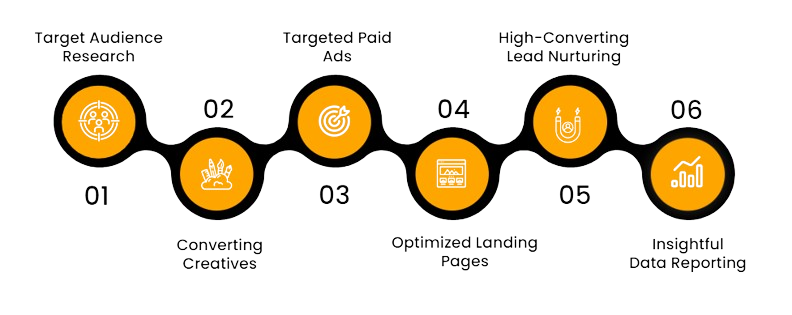 Target Audience
Research
01
02
Converting
Creatives
Targeted Paid
Ads
03
04
Optimized Landing
Pages
High-Converting
Lead Nurturing
05
06
Insightful
Data Reporting